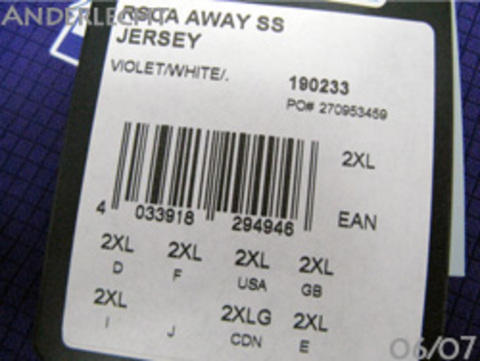 ANDERLECHT
RSCA AWAY SS
JERSEY
VIOLET/WHITE/.
190233
PO# 270953459
2XL
4 033918 294946
EAN
2XL 2XL 2XL 2XL
D F USA GB
2XL 2XLG 2XL
I J CDN E
06/07